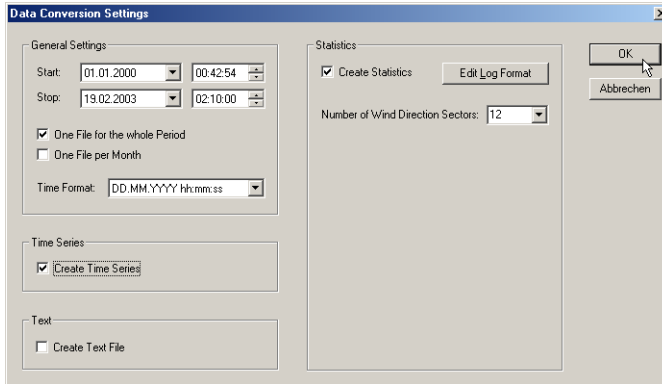 Data Conversion Settings
General Settings
Start: 01.01.2000 00:42:54
Stop: 19.02.2003 02:10:00
One File for the whole Period
One File per Month
Time Format: DD.MM.YYYY hh:mm:ss
Time Series
Create Time Series
Text
Create Text File
Statistics
Create Statistics Edit Log Format
Number of Wind Direction Sectors: 12
OK
Abbrechen